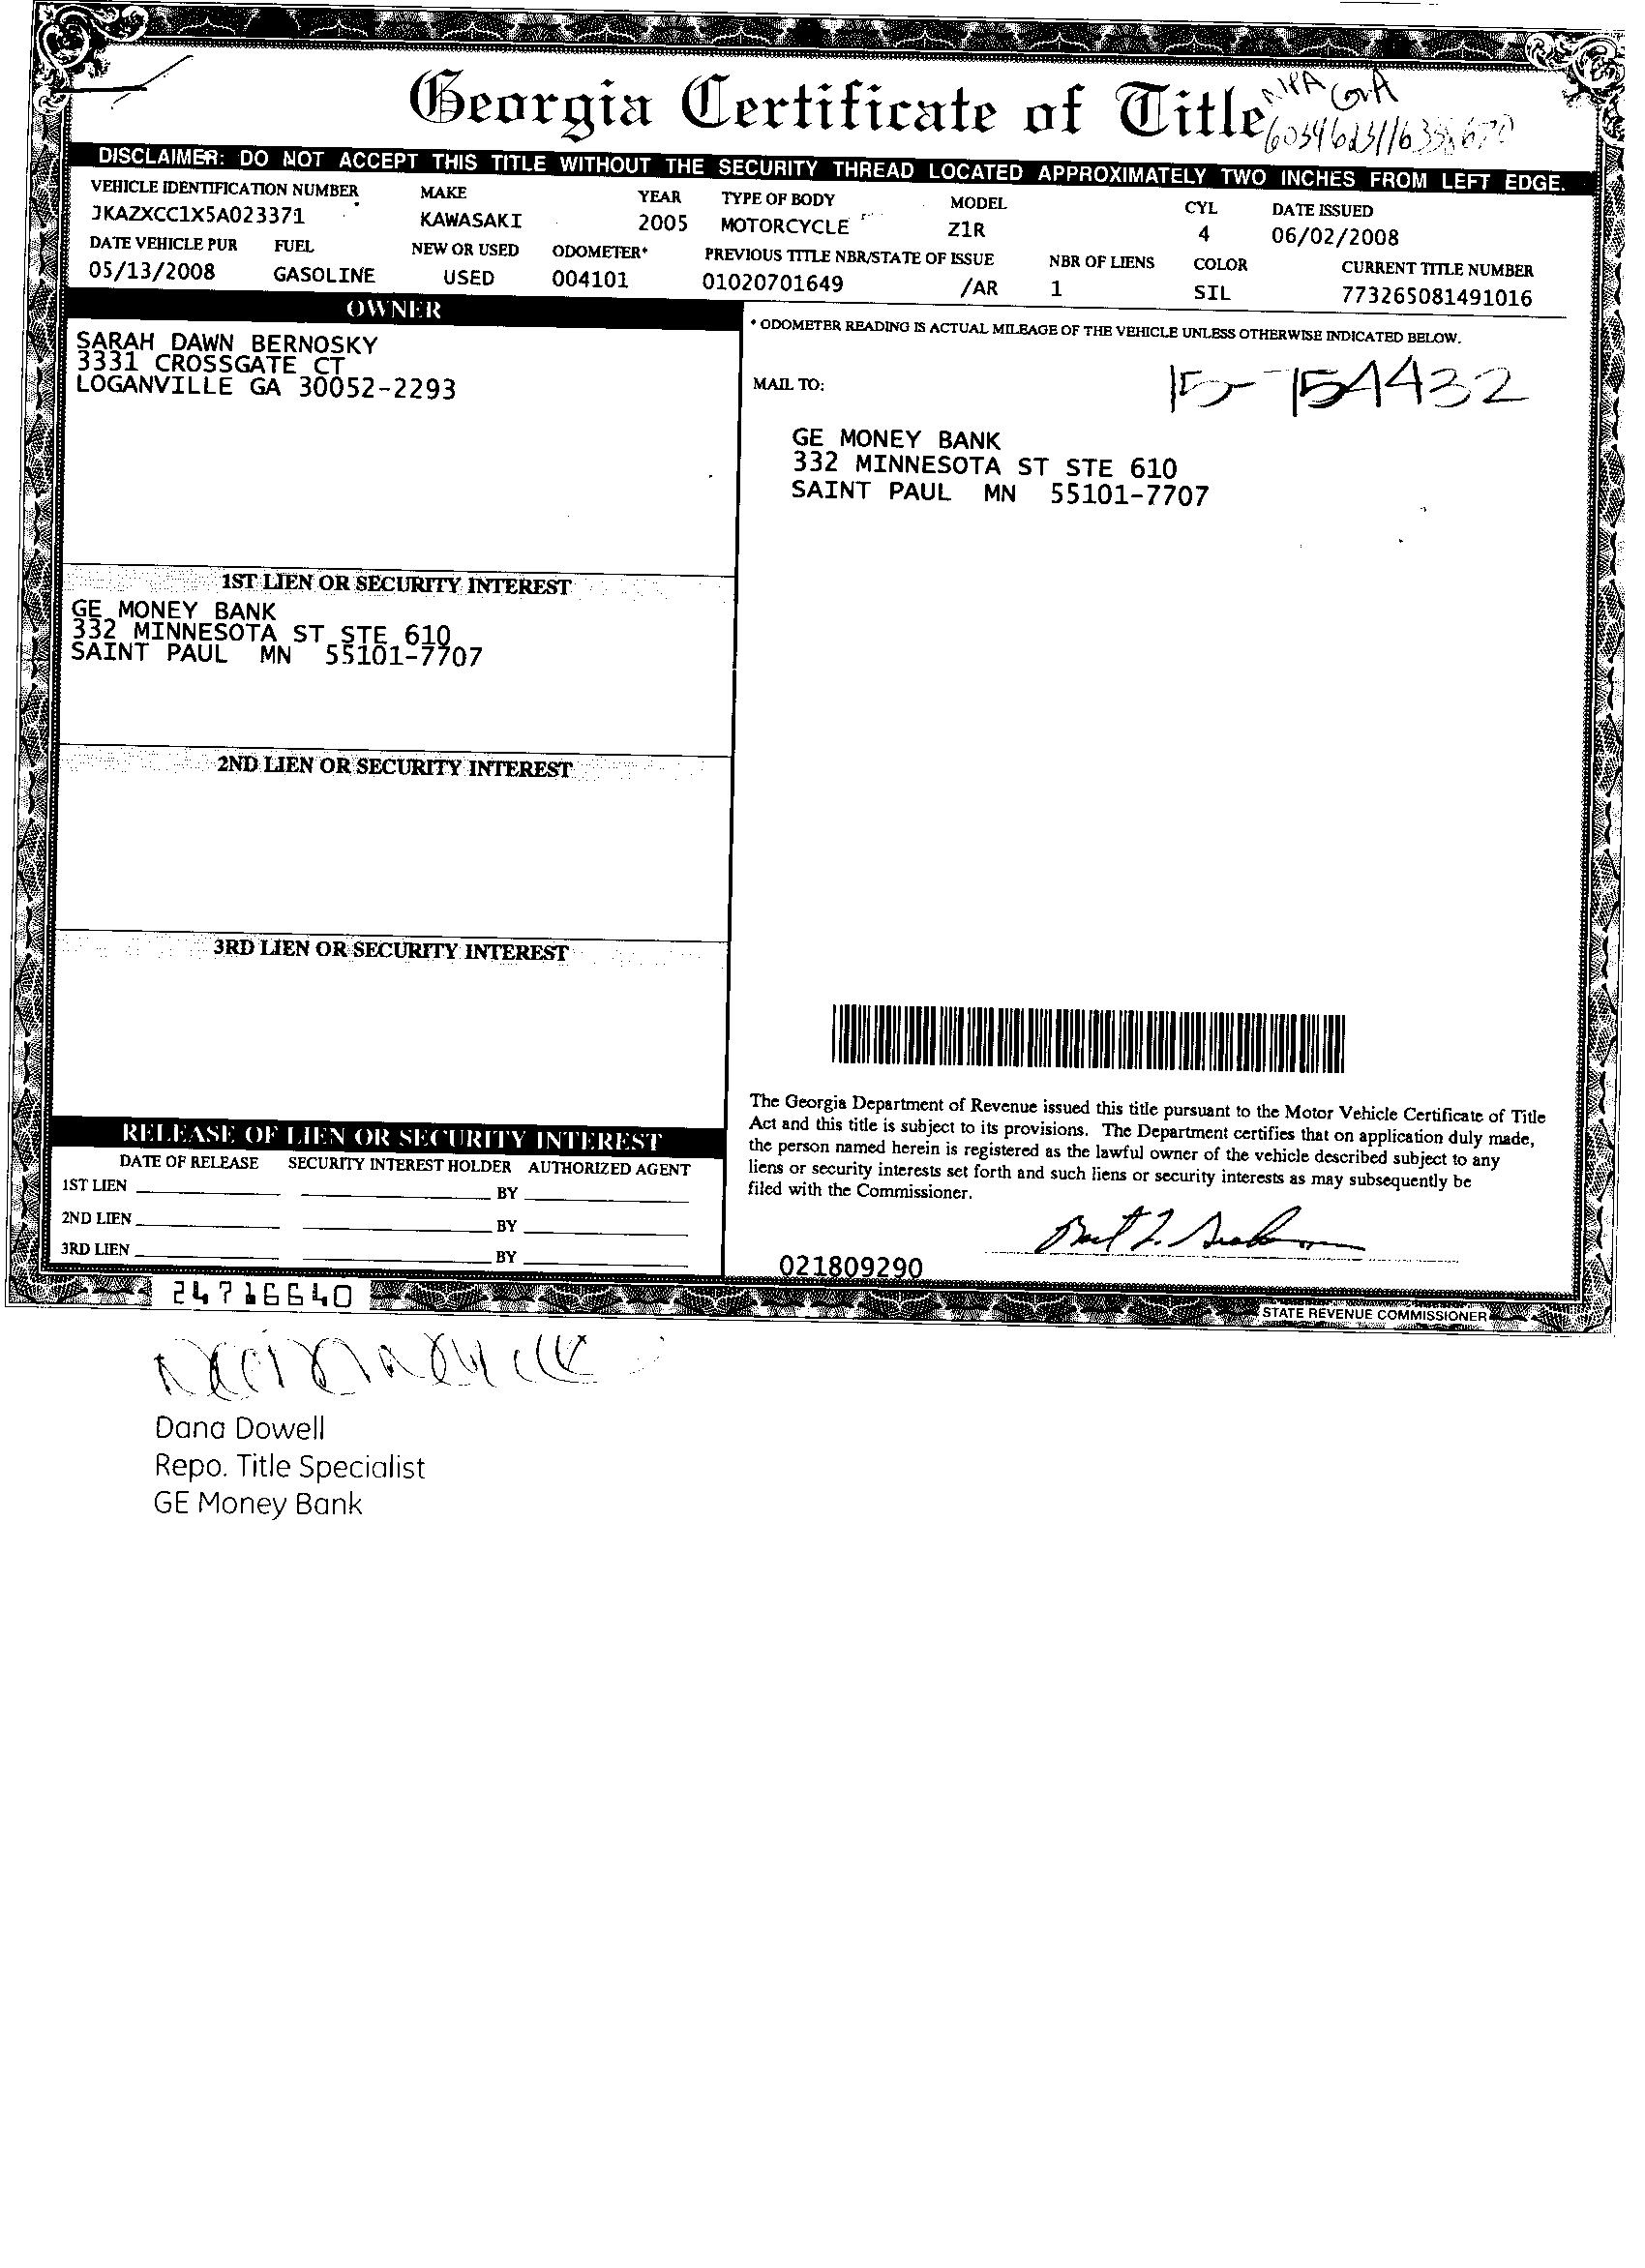 Georgia Certificate of Title
GA
DISCLAIMER: DO NOT ACCEPT THIS TITLE WITHOUT THE SECURITY THREAD LOCATED APPROXIMATELY TWO INCHES FROM LEFT EDGE.
VEHICLE IDENTIFICATION NUMBER MAKE YEAR TYPE OF BODY MODEL CYL DATE ISSUED
JKAZXCC1X5A023371 KAWASAKI 2005 MOTORCYCLE Z1R 4 06/02/2008
DATE VEHICLE PUR FUEL NEW OR USED ODOMETER* PREVIOUS TITLE NBR/STATE OF ISSUE NBR OF LIENS COLOR CURRENT TITLE NUMBER
05/13/2008 GASOLINE USED 004101 01020701649 /AR 1 SIL 773265081491016
OWNER
SARAH DAWN BERNOSKY
3331 CROSSGATE CT
LOGANVILLE GA 30052-2293
* ODOMETER READING IS ACTUAL MILEAGE OF THE VEHICLE UNLESS OTHERWISE INDICATED BELOW.
15-154432
MAIL TO:
GE MONEY BANK
332 MINNESOTA ST STE 610
SAINT PAUL MN 55101-7707
1ST LIEN OR SECURITY INTEREST
GE MONEY BANK
332 MINNESOTA ST STE 610
SAINT PAUL MN 55101-7707
2ND LIEN OR SECURITY INTEREST
3RD LIEN OR SECURITY INTEREST
RELEASE OF LIEN OR SECURITY INTEREST
DATE OF RELEASE SECURITY INTEREST HOLDER AUTHORIZED AGENT
1ST LIEN BY
2ND LIEN BY
3RD LIEN BY
The Georgia Department of Revenue issued this title pursuant to the Motor Vehicle Certificate of Title
Act and this title is subject to its provisions. The Department certifies that on application duly made,
the person named herein is registered as the lawful owner of the vehicle described subject to any
liens or security interests set forth and such liens or security interests as may subsequently be
filed with the Commissioner.
021809290
24716640
STATE REVENUE COMMISSIONER
Dana Dowell
Repo. Title Specialist
GE Money Bank